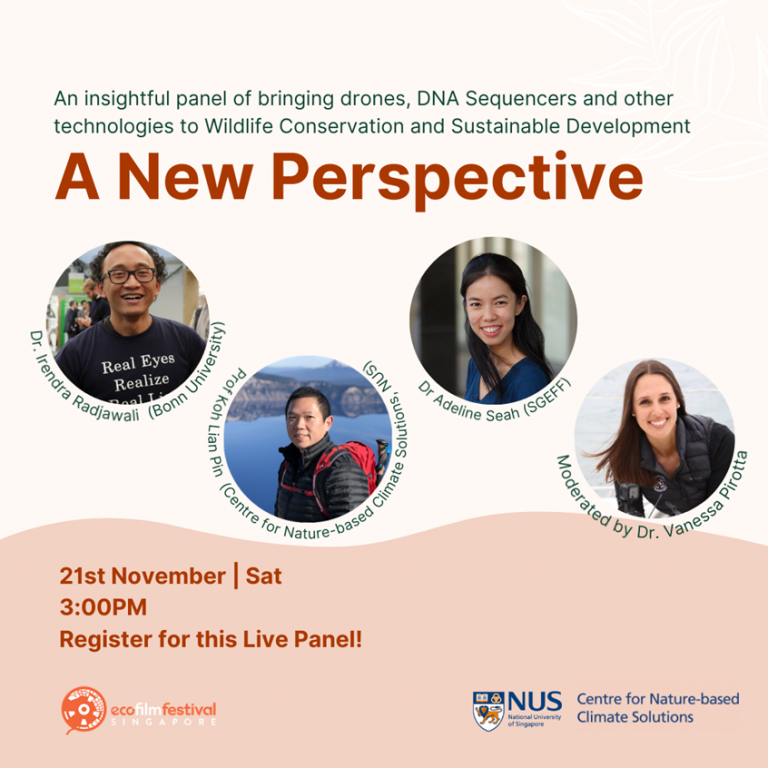 An insightful panel of bringing drones, DNA Sequencers and other
technologies to Wildlife Conservation and Sustainable Development
A New Perspective
Real Eyes
Realize
Real
Dr. Irendra Radjawali (Bonn University)
Prof Koh Lian Pin (Centre for Nature-based Climate Solutions, NUS)
Dr Adeline Seah (SGEFF)
Moderated by Dr. Vanessa Pirotta
21st November | Sat
3:00PM
Register for this Live Panel!
ecofilmfestival
SINGAPORE
NUS
National University
of Singapore
Centre for Nature-based
Climate Solutions